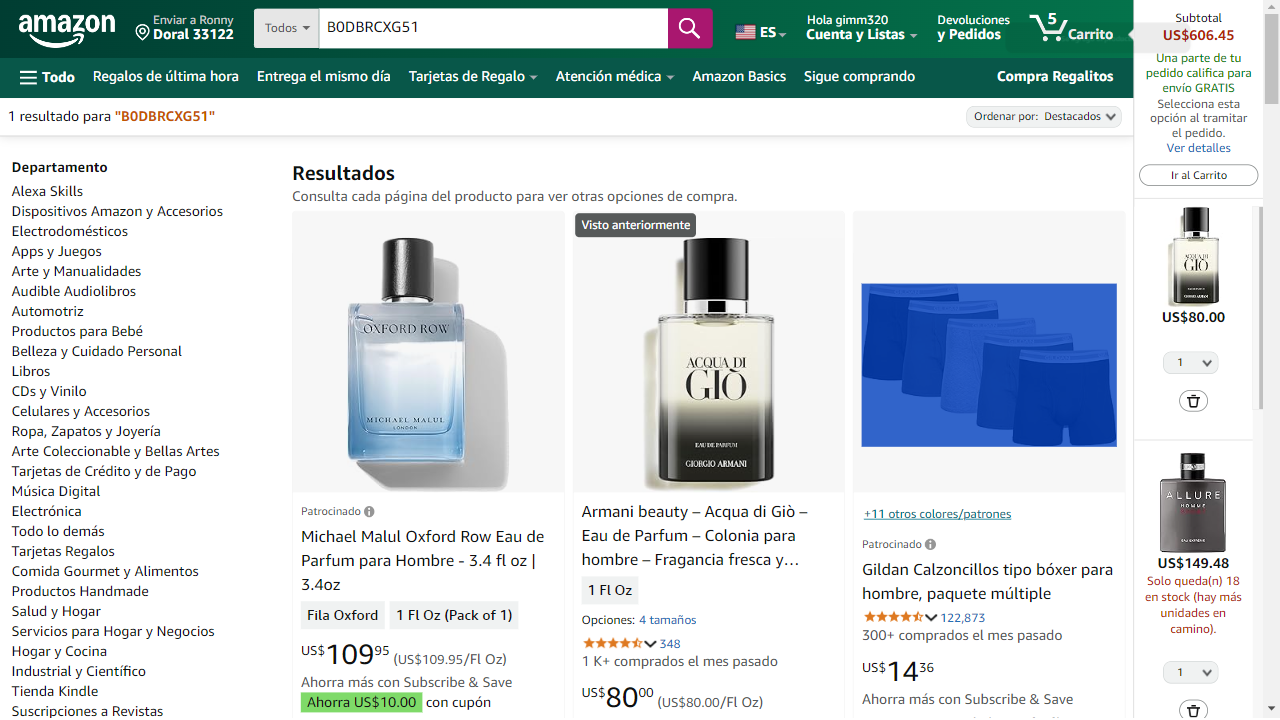 amazon
Enviar a Ronny
Doral 33122
Todos
B0DBRCXG51
ES
Hola gimm320
Cuenta y Listas
Devoluciones
y Pedidos
5
Carrito
Todo
Regalos de última hora
Entrega el mismo día
Tarjetas de Regalo
Atención médica
Amazon Basics
Sigue comprando
Compra Regalitos
1 resultado para "B0DBRCXG51"
Ordenar por: Destacados
Departamento
Alexa Skills
Dispositivos Amazon y Accesorios
Electrodomésticos
Apps y Juegos
Arte y Manualidades
Audible Audiolibros
Automotriz
Productos para Bebé
Belleza y Cuidado Personal
Libros
CDs y Vinilo
Celulares y Accesorios
Ropa, Zapatos y Joyería
Arte Coleccionable y Bellas Artes
Tarjetas de Crédito y de Pago
Música Digital
Electrónica
Todo lo demás
Tarjetas Regalos
Comida Gourmet y Alimentos
Productos Handmade
Salud y Hogar
Servicios para Hogar y Negocios
Hogar y Cocina
Industrial y Científico
Tienda Kindle
Suscripciones a Revistas
Resultados
Consulta cada página del producto para ver otras opciones de compra.
OXFORD ROW
MICHAEL MALUL
LONDON
Patrocinado
Michael Malul Oxford Row Eau de
Parfum para Hombre - 3.4 fl oz |
3.4oz
Fila Oxford
1 Fl Oz (Pack of 1)
US$109.95 (US$109.95/Fl Oz)
Ahorra más con Subscribe & Save
Ahorra US$10.00 con cupón
Visto anteriormente
ACQUA DI
GIÒ
EAU DE PARFUM
GIORGIO ARMANI
Armani beauty – Acqua di Giò –
Eau de Parfum – Colonia para
hombre – Fragancia fresca y…
1 Fl Oz
Opciones: 4 tamaños
348
1 K+ comprados el mes pasado
US$80.00 (US$80.00/Fl Oz)
+11 otros colores/patrones
Patrocinado
Gildan Calzoncillos tipo bóxer para
hombre, paquete múltiple
122,873
300+ comprados el mes pasado
US$14.36
Ahorra más con Subscribe & Save
Subtotal
US$606.45
Una parte de tu
pedido califica para
envío GRATIS
Selecciona esta
opción al tramitar
el pedido.
Ver detalles
Ir al Carrito
ACQUA DI
GIÒ
GIORGIO ARMANI
US$80.00
1
ALLURE
HOMME
US$149.48
Solo queda(n) 18
en stock (hay más
unidades en
camino).
1